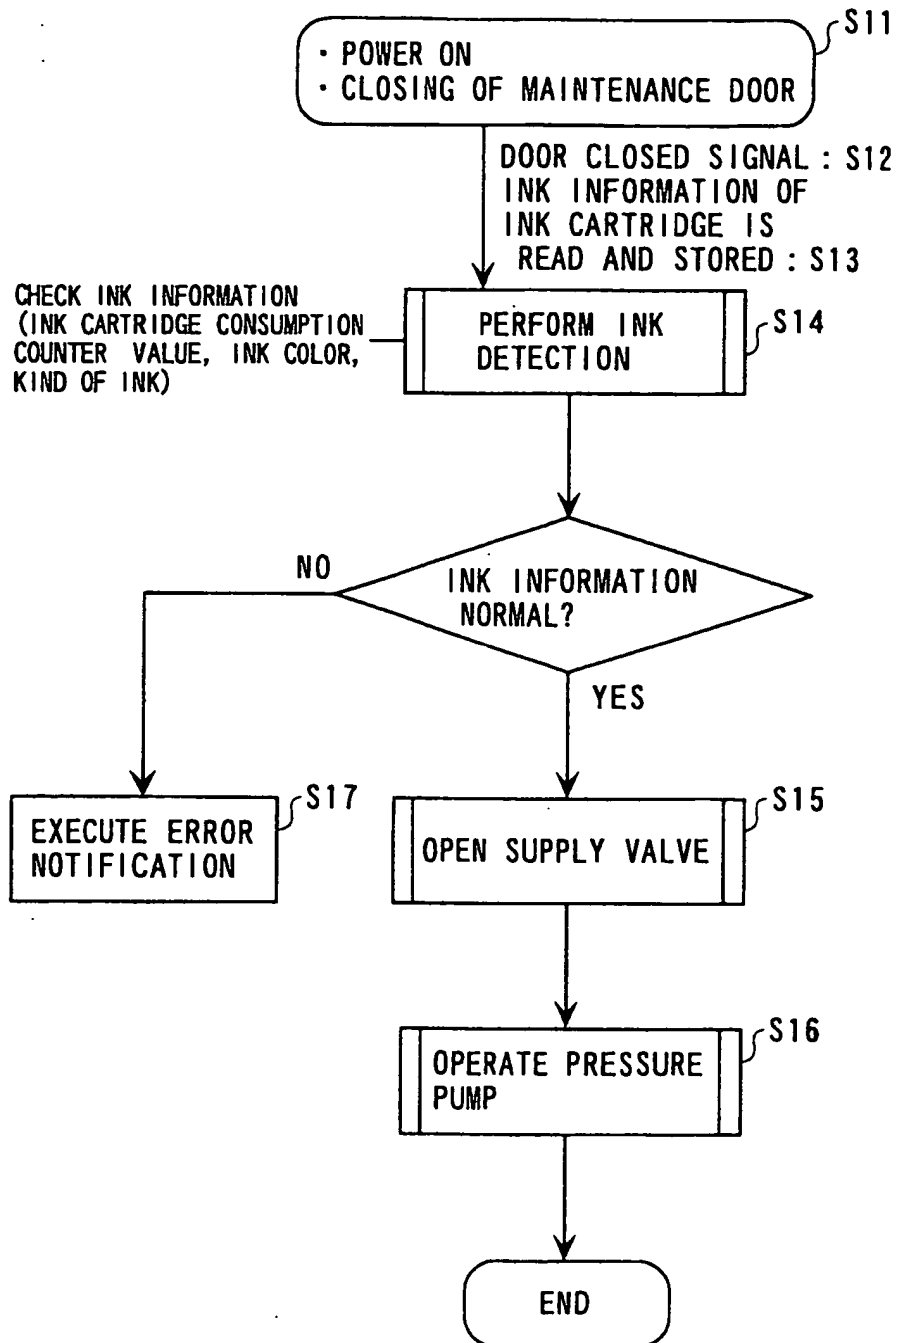 S11
· POWER ON
· CLOSING OF MAINTENANCE DOOR
DOOR CLOSED SIGNAL : S12
INK INFORMATION OF
INK CARTRIDGE IS
READ AND STORED : S13
CHECK INK INFORMATION
(INK CARTRIDGE CONSUMPTION
COUNTER VALUE, INK COLOR,
KIND OF INK)
S14
PERFORM INK
DETECTION
INK INFORMATION
NORMAL?
NO
YES
S17
EXECUTE ERROR
NOTIFICATION
S15
OPEN SUPPLY VALVE
S16
OPERATE PRESSURE
PUMP
END